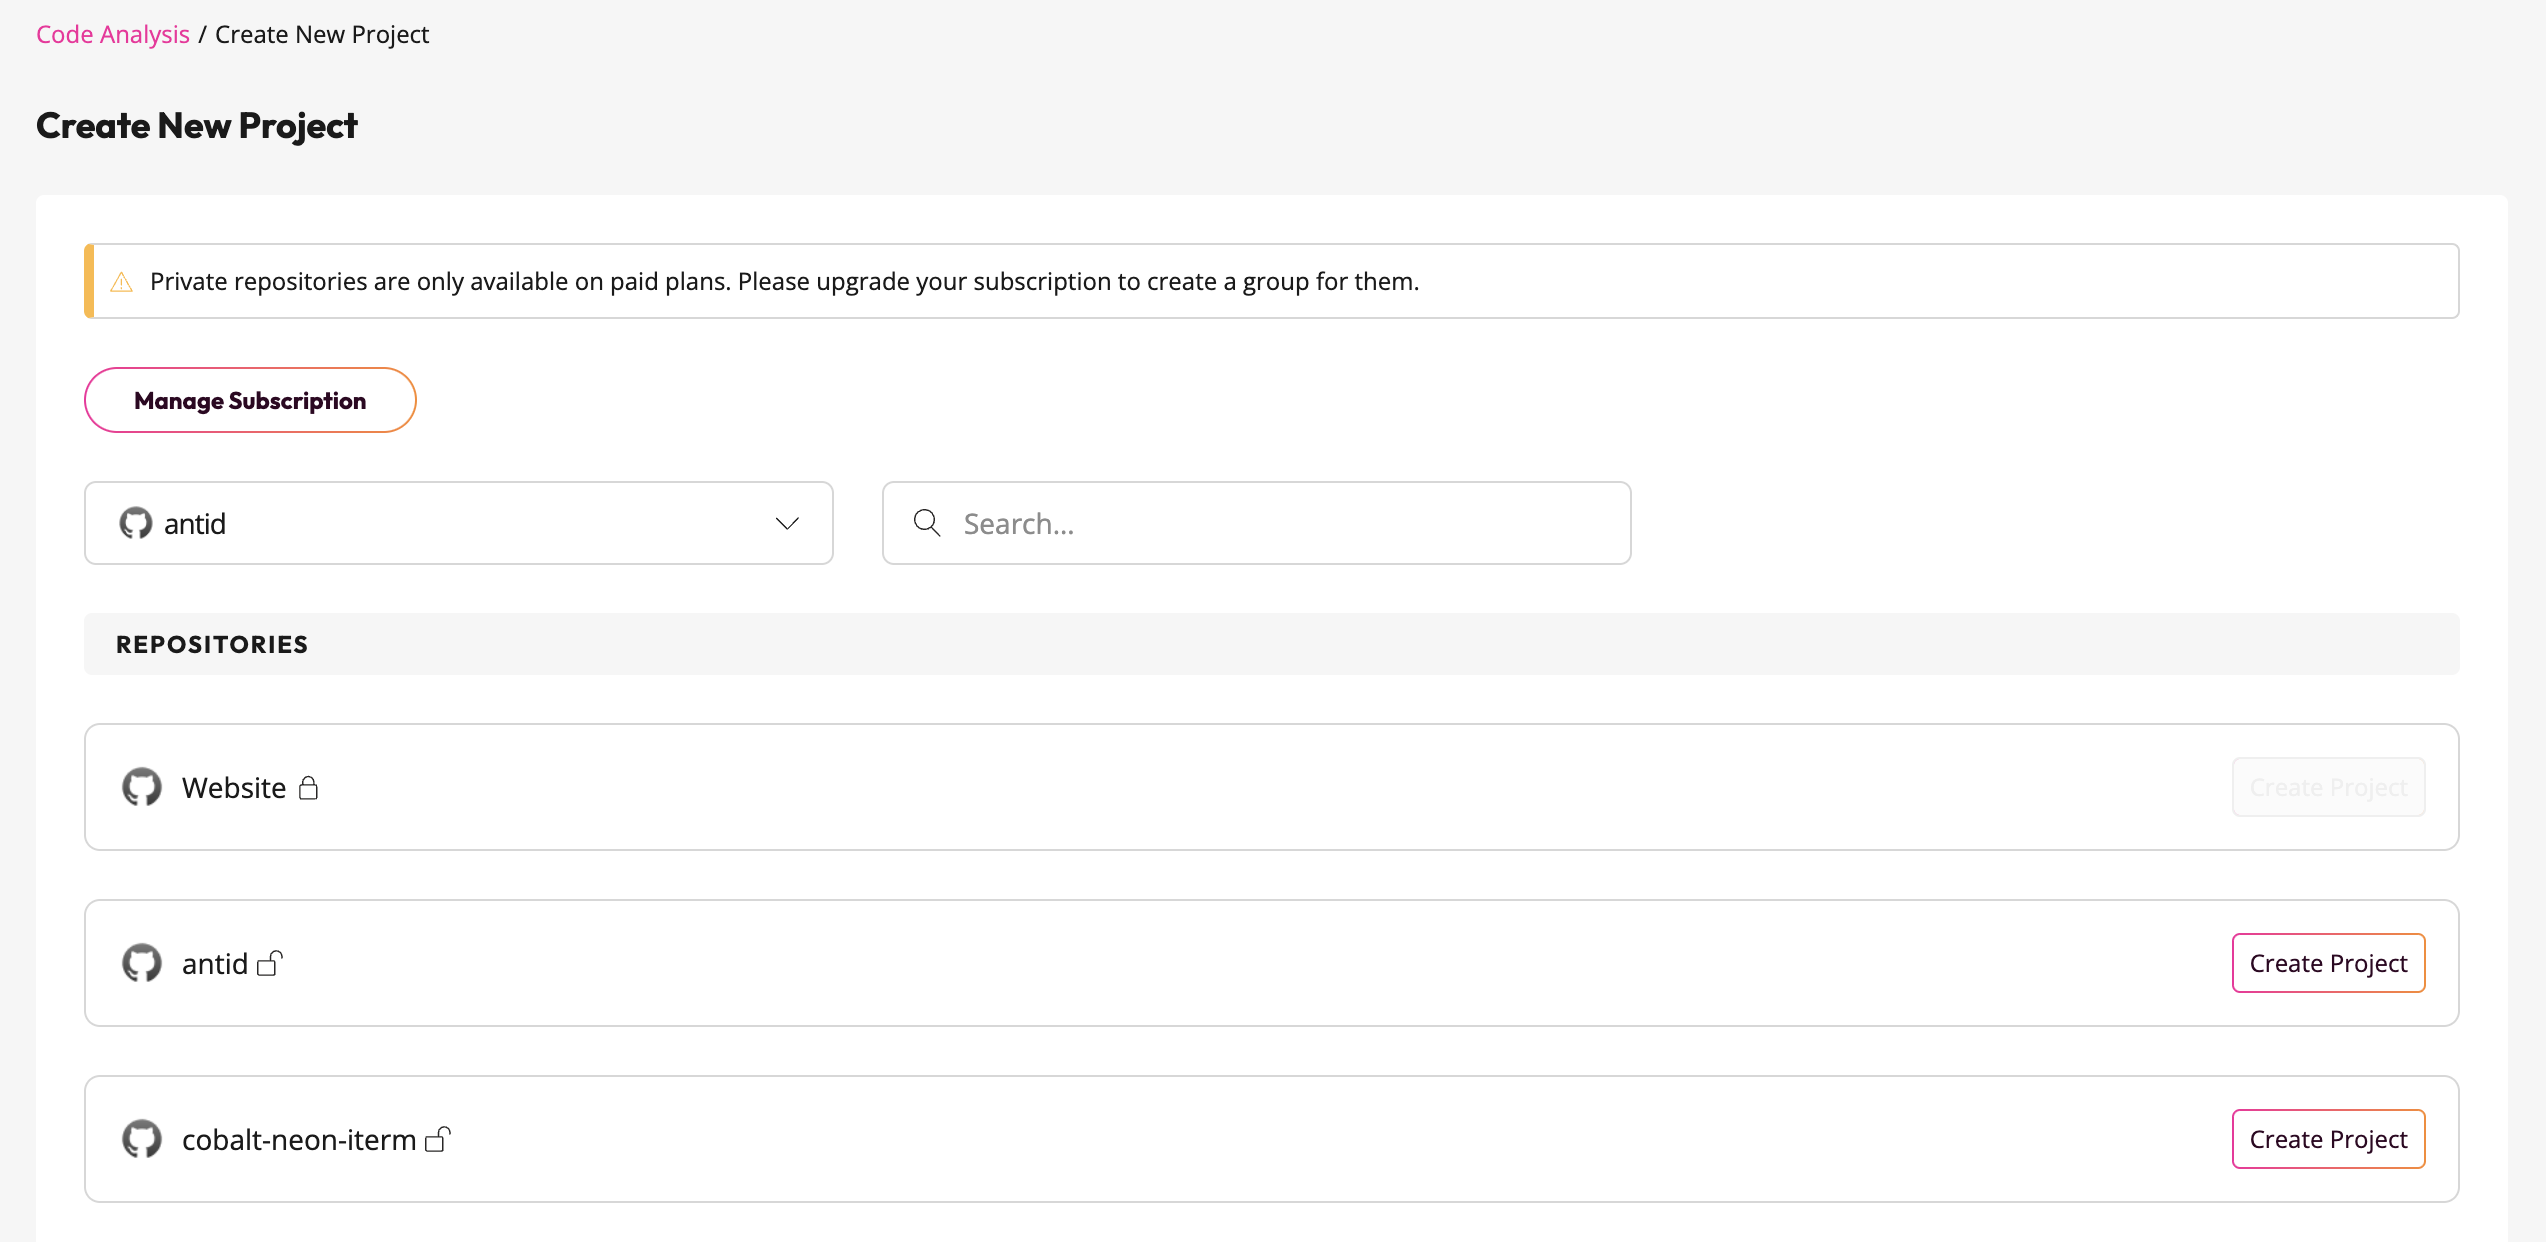 Code Analysis / Create New Project
Create New Project
Private repositories are only available on paid plans. Please upgrade your subscription to create a group for them.
Manage Subscription
antid
Search...
REPOSITORIES
Website
Create Project
antid
Create Project
cobalt-neon-iterm
Create Project